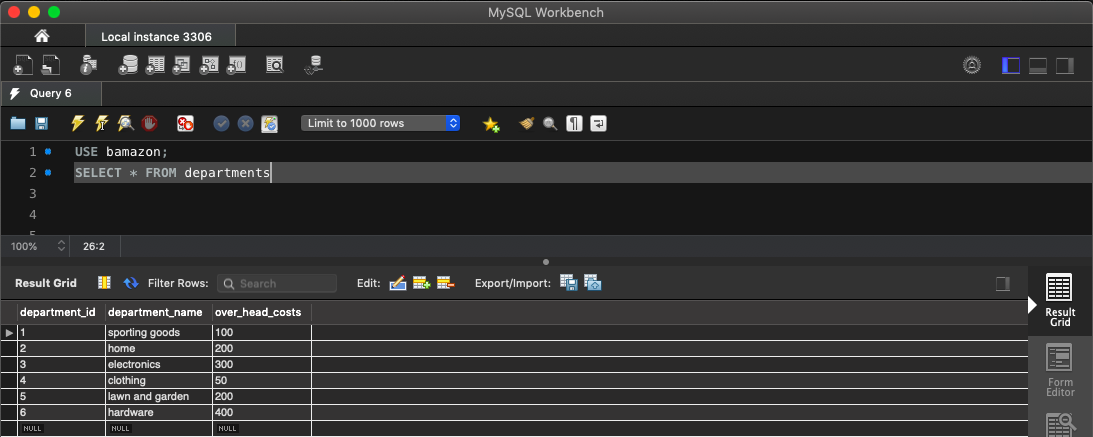 MySQL Workbench
Local instance 3306
Query 6
Limit to 1000 rows
1 USE bamazon;
2 SELECT * FROM departments
3
4
100% 26:2
Result Grid Filter Rows: Search Edit: Export/Import:
department_id department_name over_head_costs
1 sporting goods 100
2 home 200
3 electronics 300
4 clothing 50
5 lawn and garden 200
6 hardware 400
NULL NULL NULL
Result
Grid
Form
Editor